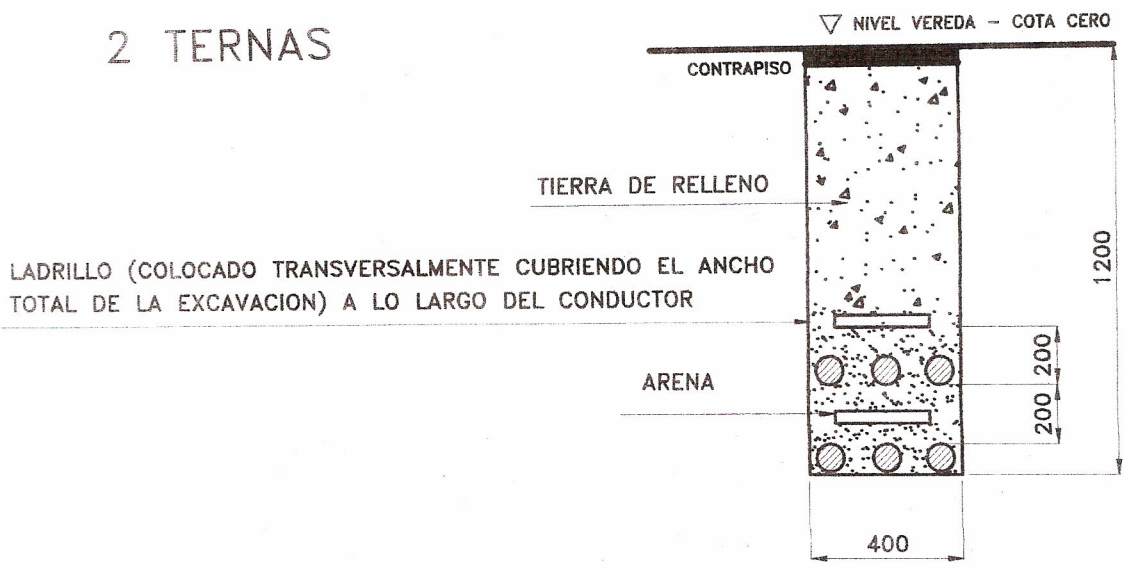 2 TERNAS
▽ NIVEL VEREDA - COTA CERO
CONTRAPISO
TIERRA DE RELLENO
LADRILLO (COLOCADO TRANSVERSALMENTE CUBRIENDO EL ANCHO
TOTAL DE LA EXCAVACION) A LO LARGO DEL CONDUCTOR
ARENA
1200
200
200
400